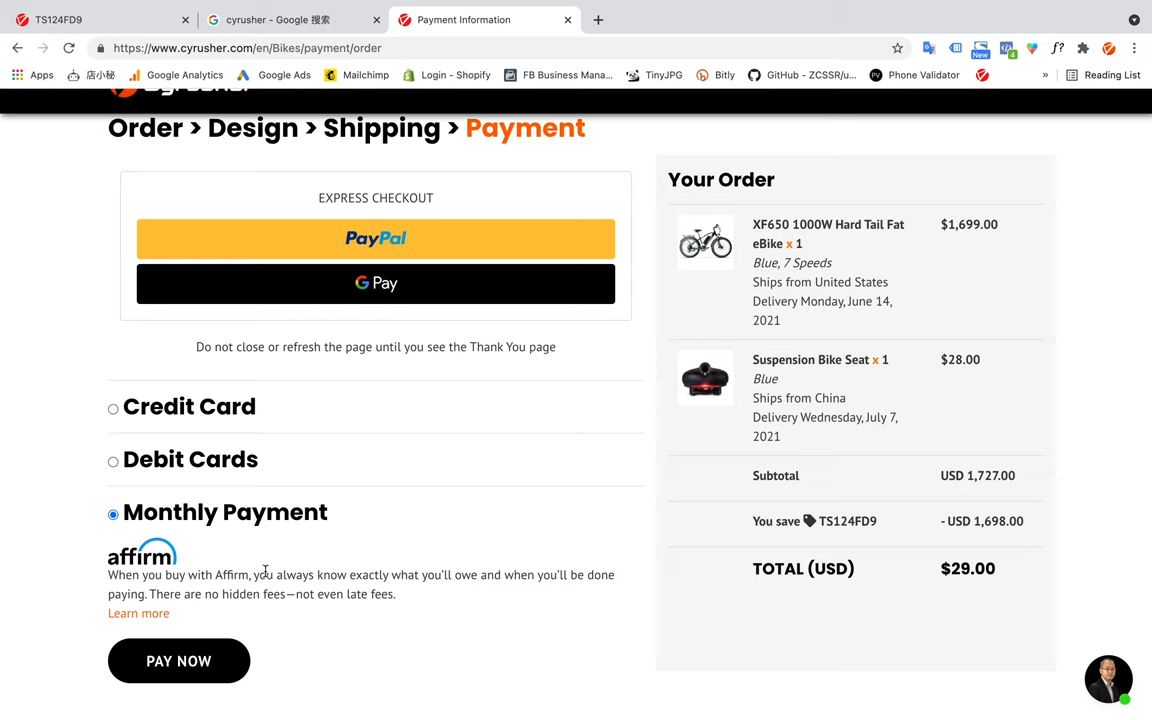 TS124FD9
cyrusher - Google 搜索
Payment Information
https://www.cyrusher.com/en/Bikes/payment/order
New
4
f?
Apps
店小秘
Google Analytics
Google Ads
Mailchimp
Login - Shopify
FB Business Mana...
TinyJPG
Bitly
GitHub - ZCSSR/u...
Phone Validator
»
Reading List
cyrusher
Order > Design > Shipping > Payment
EXPRESS CHECKOUT
PayPal
G Pay
Do not close or refresh the page until you see the Thank You page
Credit Card
Debit Cards
Monthly Payment
affirm
When you buy with Affirm, you always know exactly what you'll owe and when you'll be done
paying. There are no hidden fees—not even late fees.
Learn more
PAY NOW
Your Order
XF650 1000W Hard Tail Fat $1,699.00
eBike x 1
Blue, 7 Speeds
Ships from United States
Delivery Monday, June 14,
2021
Suspension Bike Seat x 1 $28.00
Blue
Ships from China
Delivery Wednesday, July 7,
2021
Subtotal USD 1,727.00
You save TS124FD9 - USD 1,698.00
TOTAL (USD) $29.00